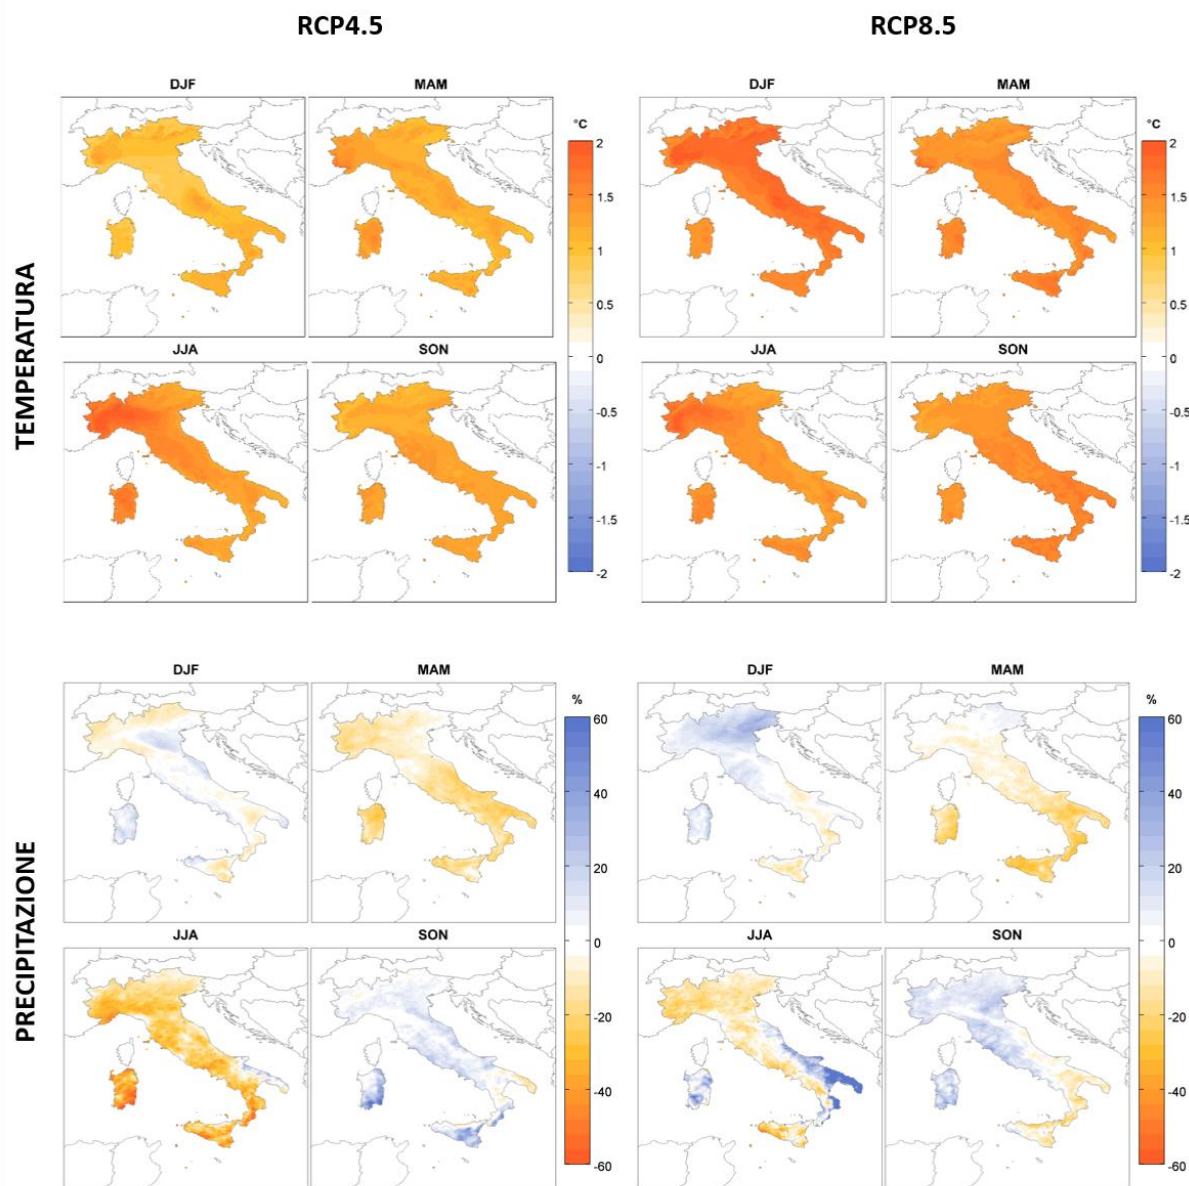 RCP4.5 RCP8.5
DJF MAM DJF MAM
°C °C
2 2
1.5 1.5
1 1
0.5 0.5
TEMPERATURA
JJA SON JJA SON
0 0
-0.5 -0.5
-1 -1
-1.5 -1.5
-2 -2
DJF MAM DJF MAM
% %
60 60
40 40
20 20
PRECIPITAZIONE
JJA SON JJA SON
0 0
-20 -20
-40 -40
-60 -60